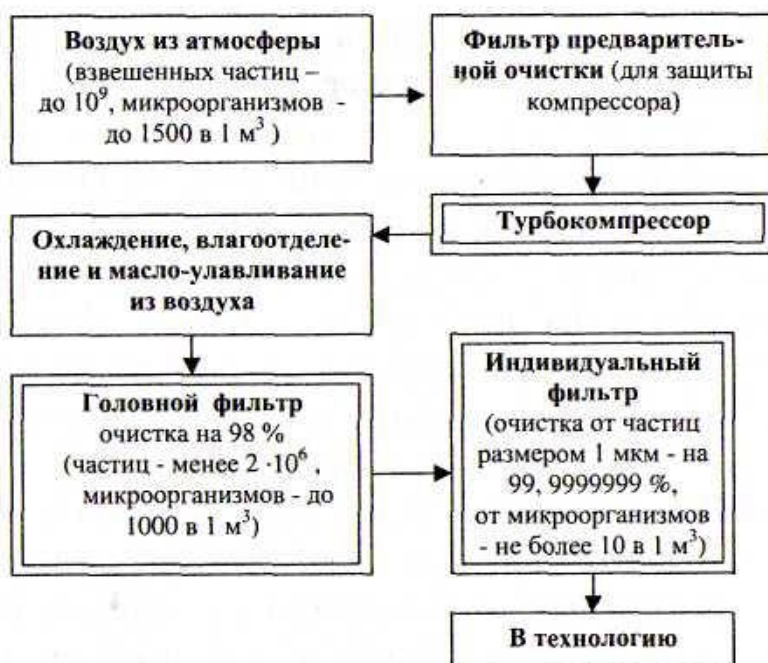 Воздух из атмосферы
(взвешенных частиц –
до 10⁹, микроорганизмов -
до 1500 в 1 м³ )
Фильтр предваритель-
ной очистки (для защиты
компрессора)
Турбокомпрессор
Охлаждение, влагоотделе-
ние и масло-улавливание
из воздуха
Головной фильтр
очистка на 98 %
(частиц - менее 2 ·10⁶ ,
микроорганизмов - до
1000 в 1 м³)
Индивидуальный
фильтр
(очистка от частиц
размером 1 мкм - на
99, 9999999 %,
от микроорганизмов
- не более 10 в 1 м³)
В технологию